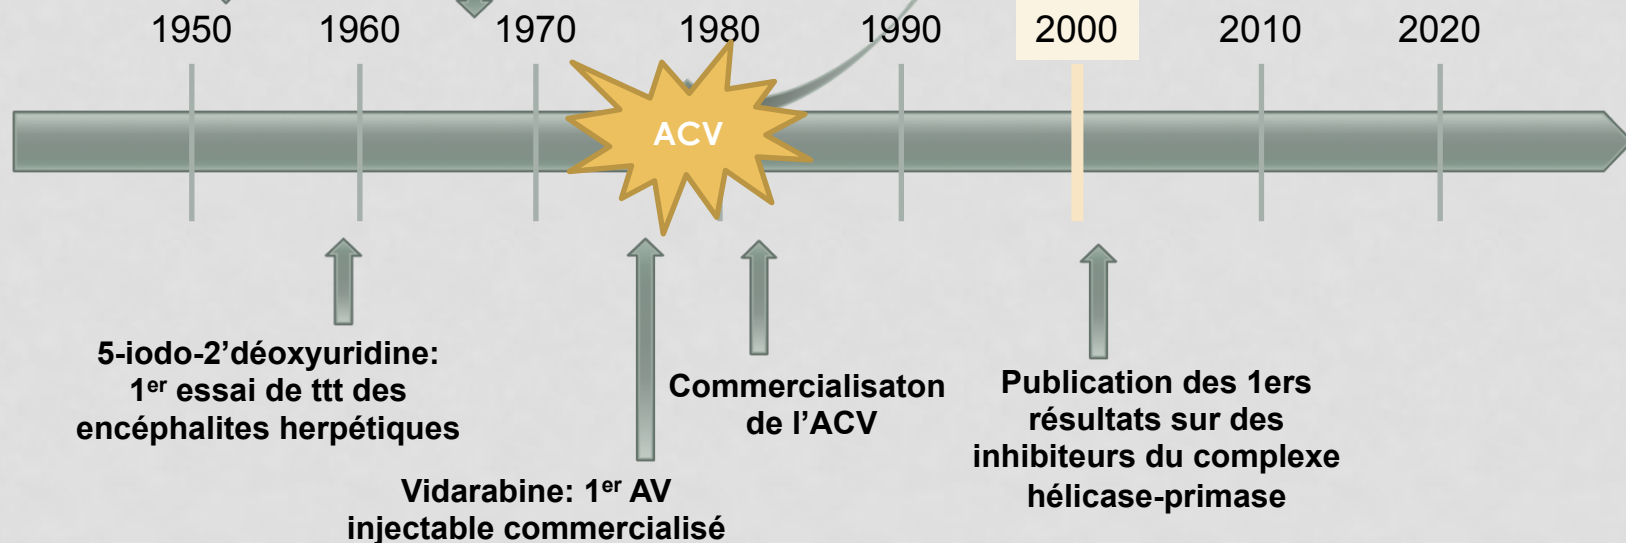 1950 1960 1970 1980 1990 2000 2010 2020
ACV
5-iodo-2’déoxyuridine:
1er essai de ttt des
encéphalites herpétiques
Vidarabine: 1er AV
injectable commercialisé
Commercialisaton
de l’ACV
Publication des 1ers
résultats sur des
inhibiteurs du complexe
hélicase-primase